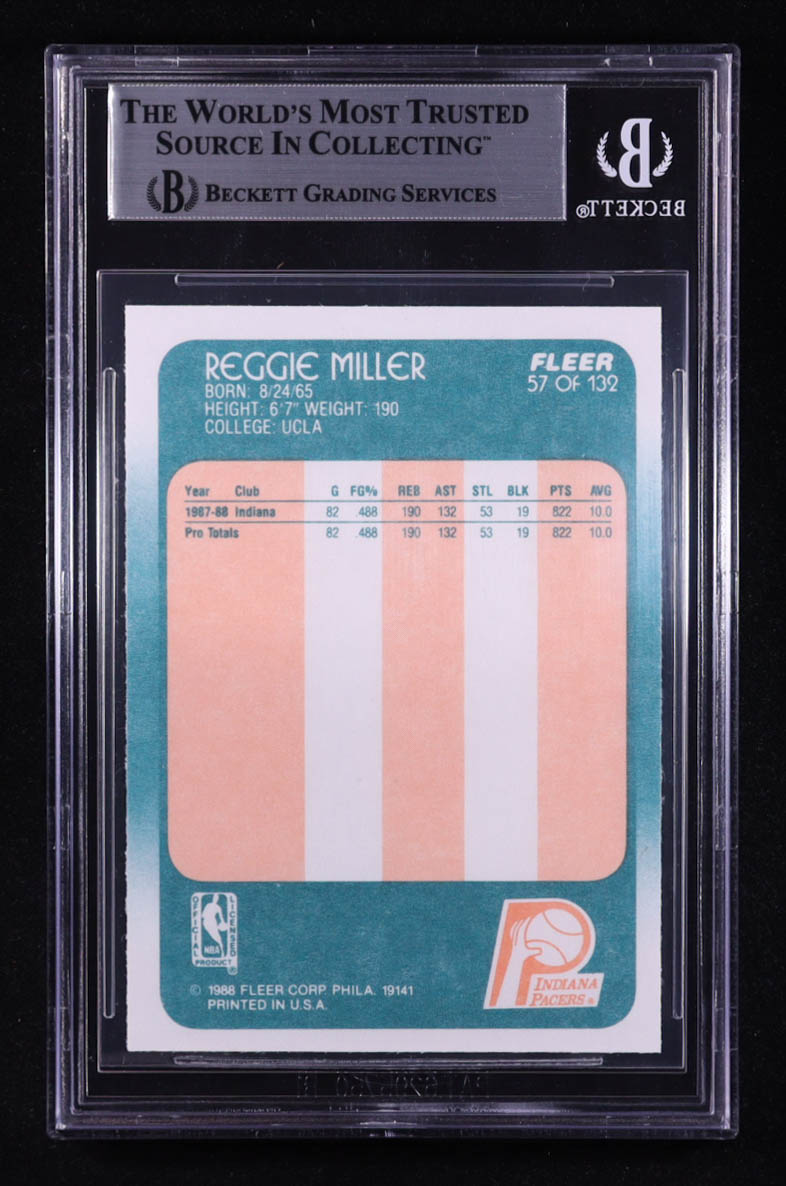 THE WORLD'S MOST TRUSTED
SOURCE IN COLLECTING™
B BECKETT GRADING SERVICES
B
BECKETT®
REGGIE MILLER
BORN: 8/24/65
HEIGHT: 6'7" WEIGHT: 190
COLLEGE: UCLA
FLEER
57 OF 132
Year Club G FG% REB AST STL BLK PTS AVG
1987-88 Indiana 82 .488 190 132 53 19 822 10.0
Pro Totals 82 .488 190 132 53 19 822 10.0
OFFICIAL
LICENSED
NBA
PRODUCT ®
© 1988 FLEER CORP. PHILA. 19141
PRINTED IN U.S.A.
INDIANA
PACERS ®